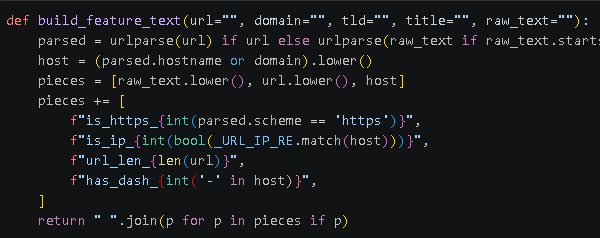 def build_feature_text(url="", domain="", tld="", title="", raw_text=""):
    parsed = urlparse(url) if url else urlparse(raw_text if raw_text.starts
    host = (parsed.hostname or domain).lower()
    pieces = [raw_text.lower(), url.lower(), host]
    pieces += [
        f"is_https_{int(parsed.scheme == 'https')}",
        f"is_ip_{int(bool(_URL_IP_RE.match(host)))}",
        f"url_len_{len(url)}",
        f"has_dash_{int('-' in host)}",
    ]
    return " ".join(p for p in pieces if p)